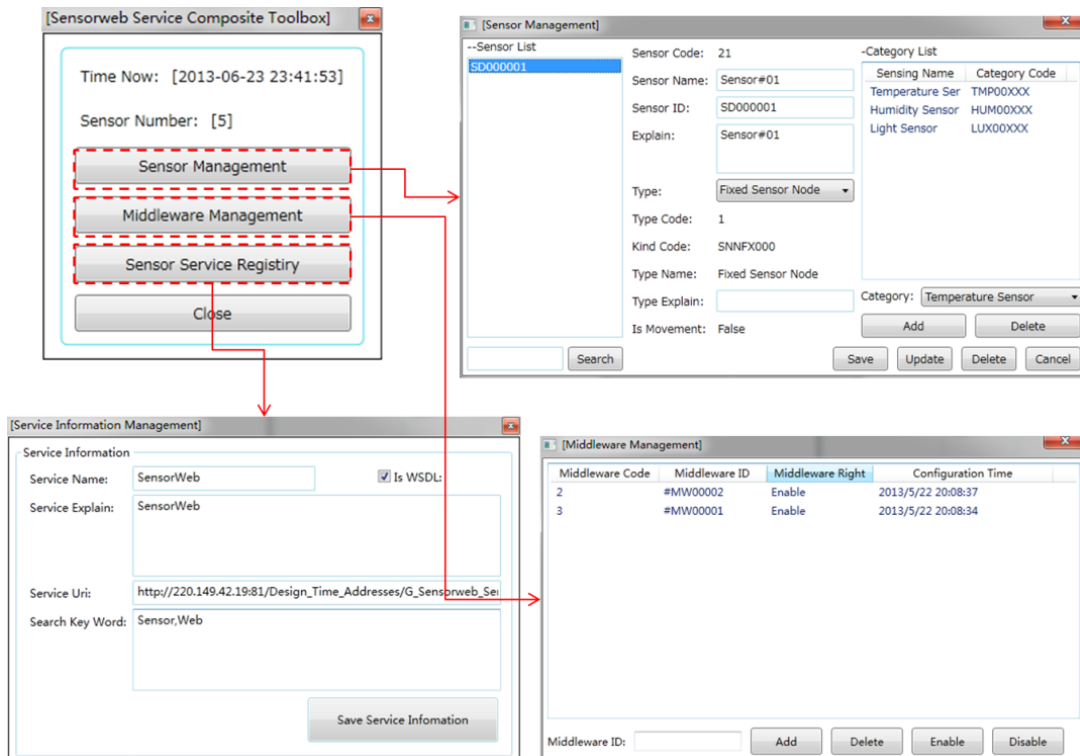 [Sensorweb Service Composite Toolbox]
Time Now: [2013-06-23 23:41:53]
Sensor Number: [5]
Sensor Management
Middleware Management
Sensor Service Registry
Close
[Sensor Management]
--Sensor List
SD000001
Search
Sensor Code: 21
Sensor Name: Sensor#01
Sensor ID: SD000001
Explain: Sensor#01
Type: Fixed Sensor Node
Type Code: 1
Kind Code: SNNFX000
Type Name: Fixed Sensor Node
Type Explain:
Is Movement: False
-Category List
Sensing Name Category Code
Temperature Ser TMP00XXX
Humidity Sensor HUM00XXX
Light Sensor LUX00XXX
Category: Temperature Sensor
Add Delete
Save Update Delete Cancel
[Service Information Management]
Service Information
Service Name: SensorWeb Is WSDL:
Service Explain: SensorWeb
Service Uri: http://220.149.42.19:81/Design_Time_Addresses/G_Sensorweb_Ser
Search Key Word: Sensor,Web
Save Service Infomation
[Middleware Management]
Middleware Code Middleware ID Middleware Right Configuration Time
2 #MW00002 Enable 2013/5/22 20:08:37
3 #MW00001 Enable 2013/5/22 20:08:34
Middleware ID: Add Delete Enable Disable